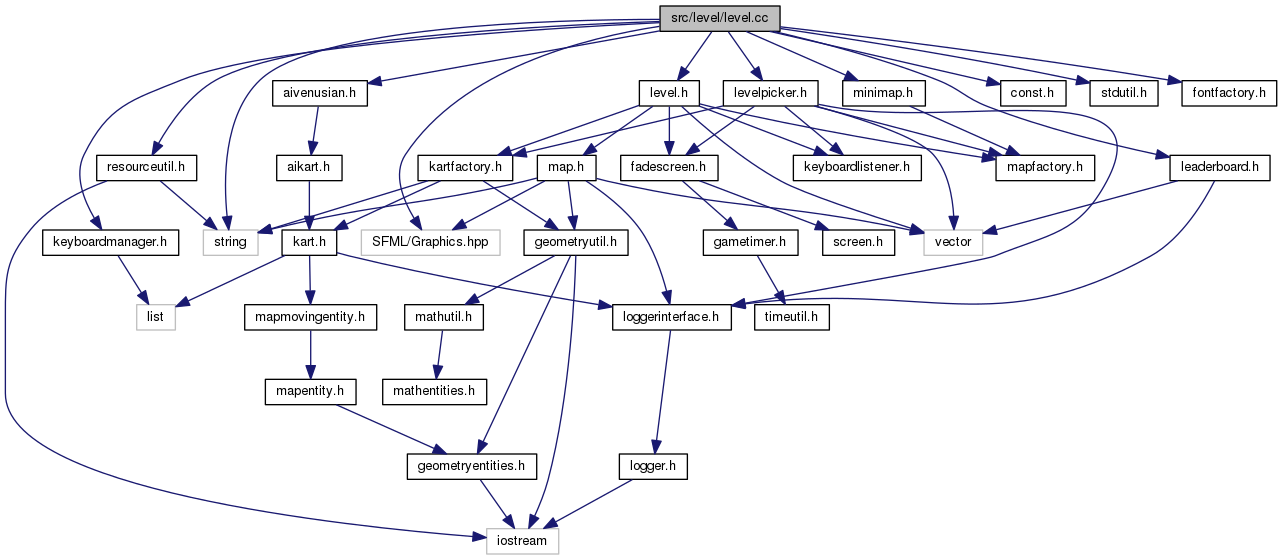 src/level/level.cc
aivenusian.h
level.h
levelpicker.h
minimap.h
const.h
stdutil.h
fontfactory.h
resourceutil.h
aikart.h
kartfactory.h
map.h
fadescreen.h
keyboardlistener.h
mapfactory.h
leaderboard.h
keyboardmanager.h
string
kart.h
SFML/Graphics.hpp
geometryutil.h
gametimer.h
screen.h
vector
list
mapmovingentity.h
mathutil.h
loggerinterface.h
timeutil.h
mapentity.h
mathentities.h
geometryentities.h
logger.h
iostream